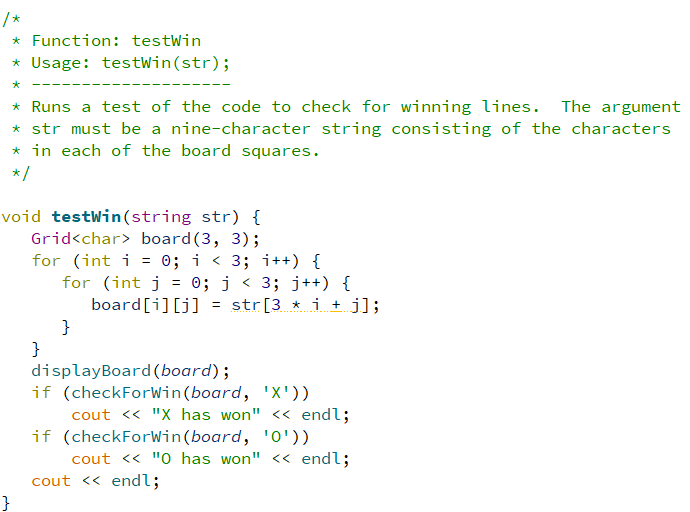 /*
 * Function: testWin
 * Usage: testWin(str);
 * --------------------
 * Runs a test of the code to check for winning lines.  The argument
 * str must be a nine-character string consisting of the characters
 * in each of the board squares.
 */

void testWin(string str) {
   Grid<char> board(3, 3);
   for (int i = 0; i < 3; i++) {
      for (int j = 0; j < 3; j++) {
         board[i][j] = str[3 * i + j];
      }
   }
   displayBoard(board);
   if (checkForWin(board, 'X'))
       cout << "X has won" << endl;
   if (checkForWin(board, 'O'))
       cout << "O has won" << endl;
   cout << endl;
}